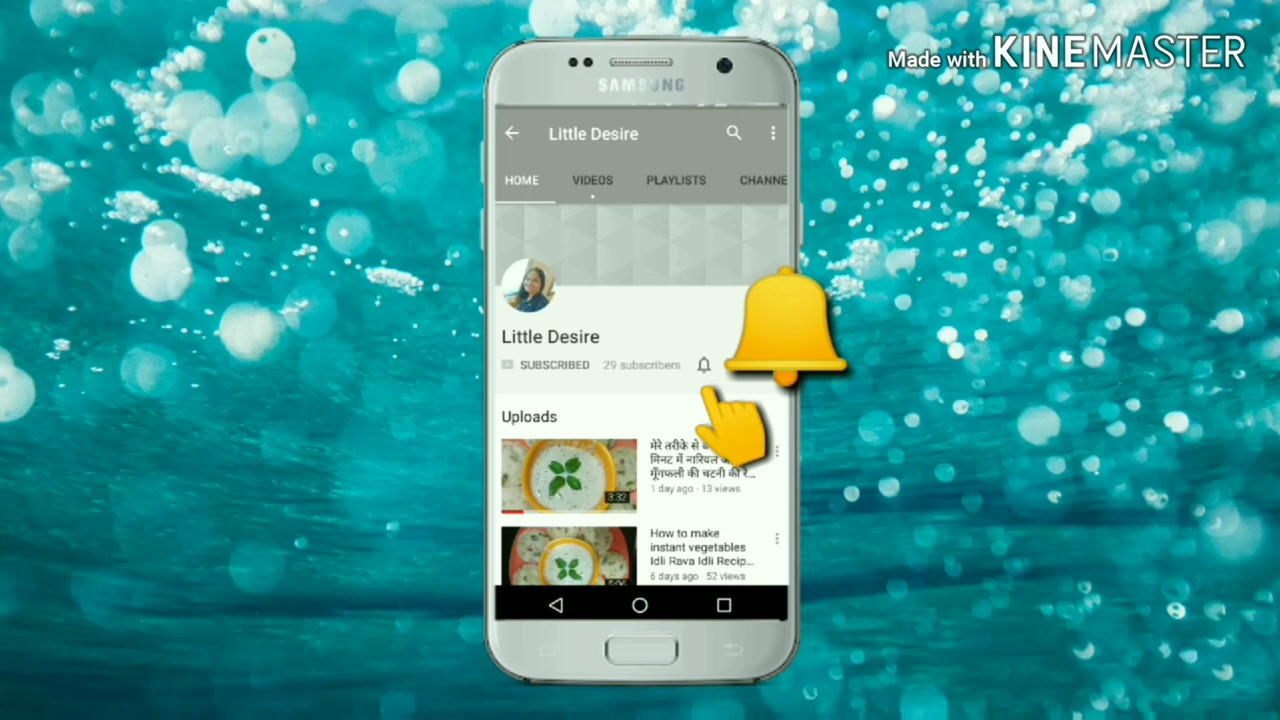 Made with KINEMASTER
SAMSUNG
Little Desire
HOME VIDEOS PLAYLISTS CHANNE
Little Desire
SUBSCRIBED 29 subscribers
Uploads
मेरे तरीके से
मिनट में नारियल
मूँगफली की चटनी की रे...
1 day ago · 13 views
3:32
How to make
instant vegetables
Idli Rava Idli Recip...
6 days ago · 52 views
5:06